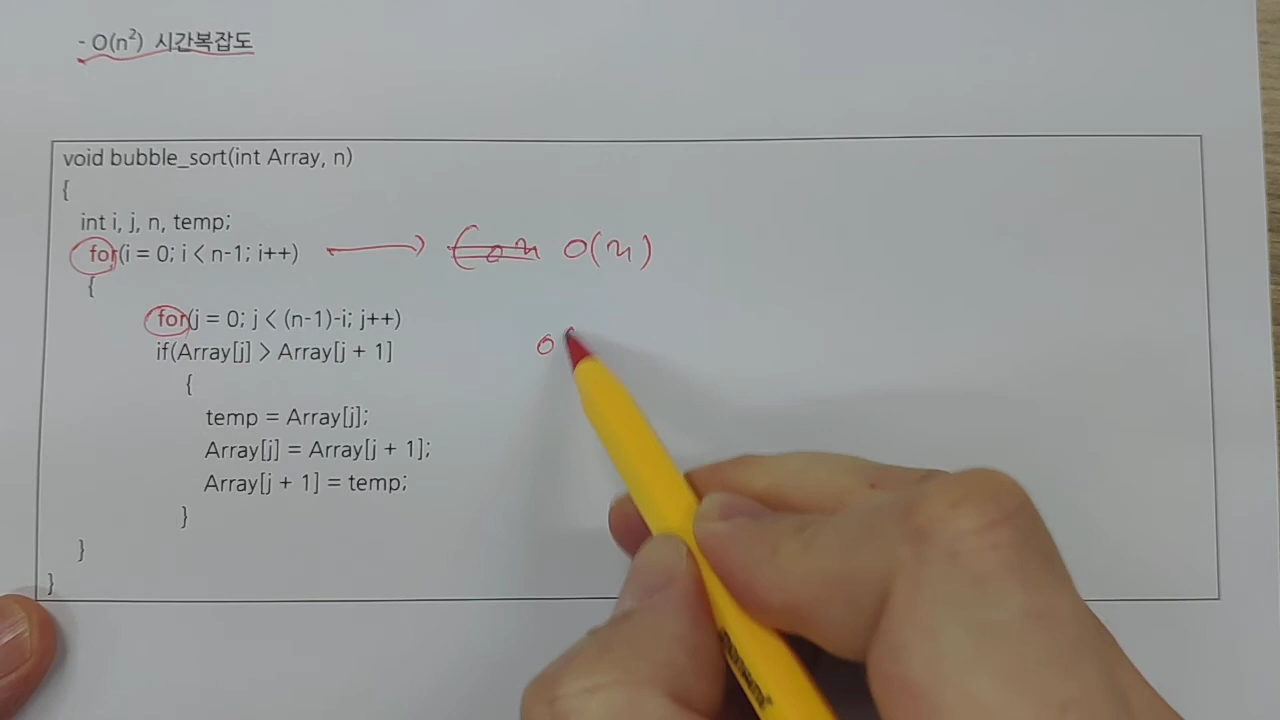 - O(n²) 시간복잡도
void bubble_sort(int Array, n)
{
int i, j, n, temp;
for(i = 0; i < n-1; i++) O(n)
{
for(j = 0; j < (n-1)-i; j++)
if(Array[j] > Array[j + 1] O
{
temp = Array[j];
Array[j] = Array[j + 1];
Array[j + 1] = temp;
}
}
}